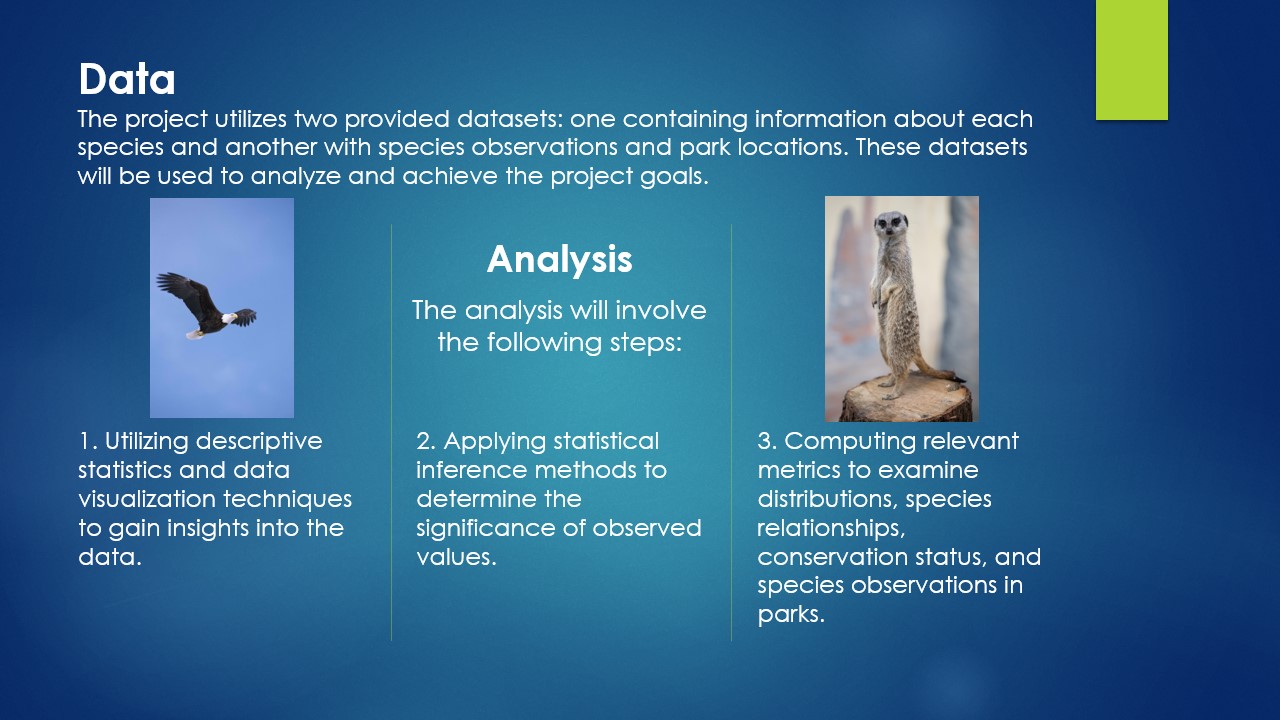 Data
The project utilizes two provided datasets: one containing information about each
species and another with species observations and park locations. These datasets
will be used to analyze and achieve the project goals.
Analysis
The analysis will involve
the following steps:
1. Utilizing descriptive
statistics and data
visualization techniques
to gain insights into the
data.
2. Applying statistical
inference methods to
determine the
significance of observed
values.
3. Computing relevant
metrics to examine
distributions, species
relationships,
conservation status, and
species observations in
parks.